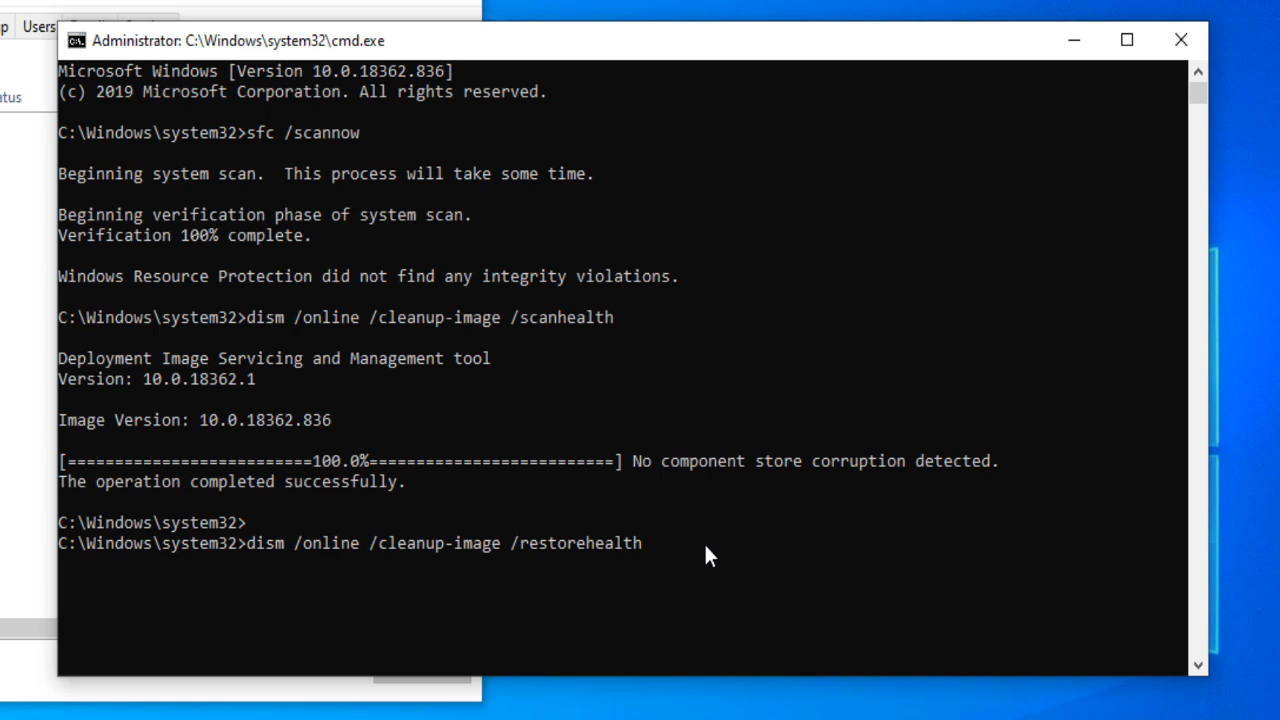 Users
atus
Administrator: C:\Windows\system32\cmd.exe
Microsoft Windows [Version 10.0.18362.836]
(c) 2019 Microsoft Corporation. All rights reserved.
C:\Windows\system32>sfc /scannow
Beginning system scan.  This process will take some time.
Beginning verification phase of system scan.
Verification 100% complete.
Windows Resource Protection did not find any integrity violations.
C:\Windows\system32>dism /online /cleanup-image /scanhealth
Deployment Image Servicing and Management tool
Version: 10.0.18362.1
Image Version: 10.0.18362.836
[==========================100.0%==========================] No component store corruption detected.
The operation completed successfully.
C:\Windows\system32>
C:\Windows\system32>dism /online /cleanup-image /restorehealth